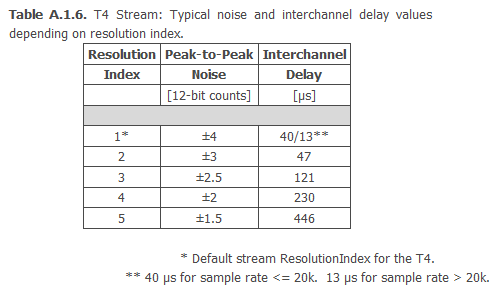 Table A.1.6. T4 Stream: Typical noise and interchannel delay values
depending on resolution index.
Resolution Peak-to-Peak Interchannel
Index Noise Delay
[12-bit counts] [µs]
1* ±4 40/13**
2 ±3 47
3 ±2.5 121
4 ±2 230
5 ±1.5 446
* Default stream ResolutionIndex for the T4.
** 40 µs for sample rate <= 20k. 13 µs for sample rate > 20k.